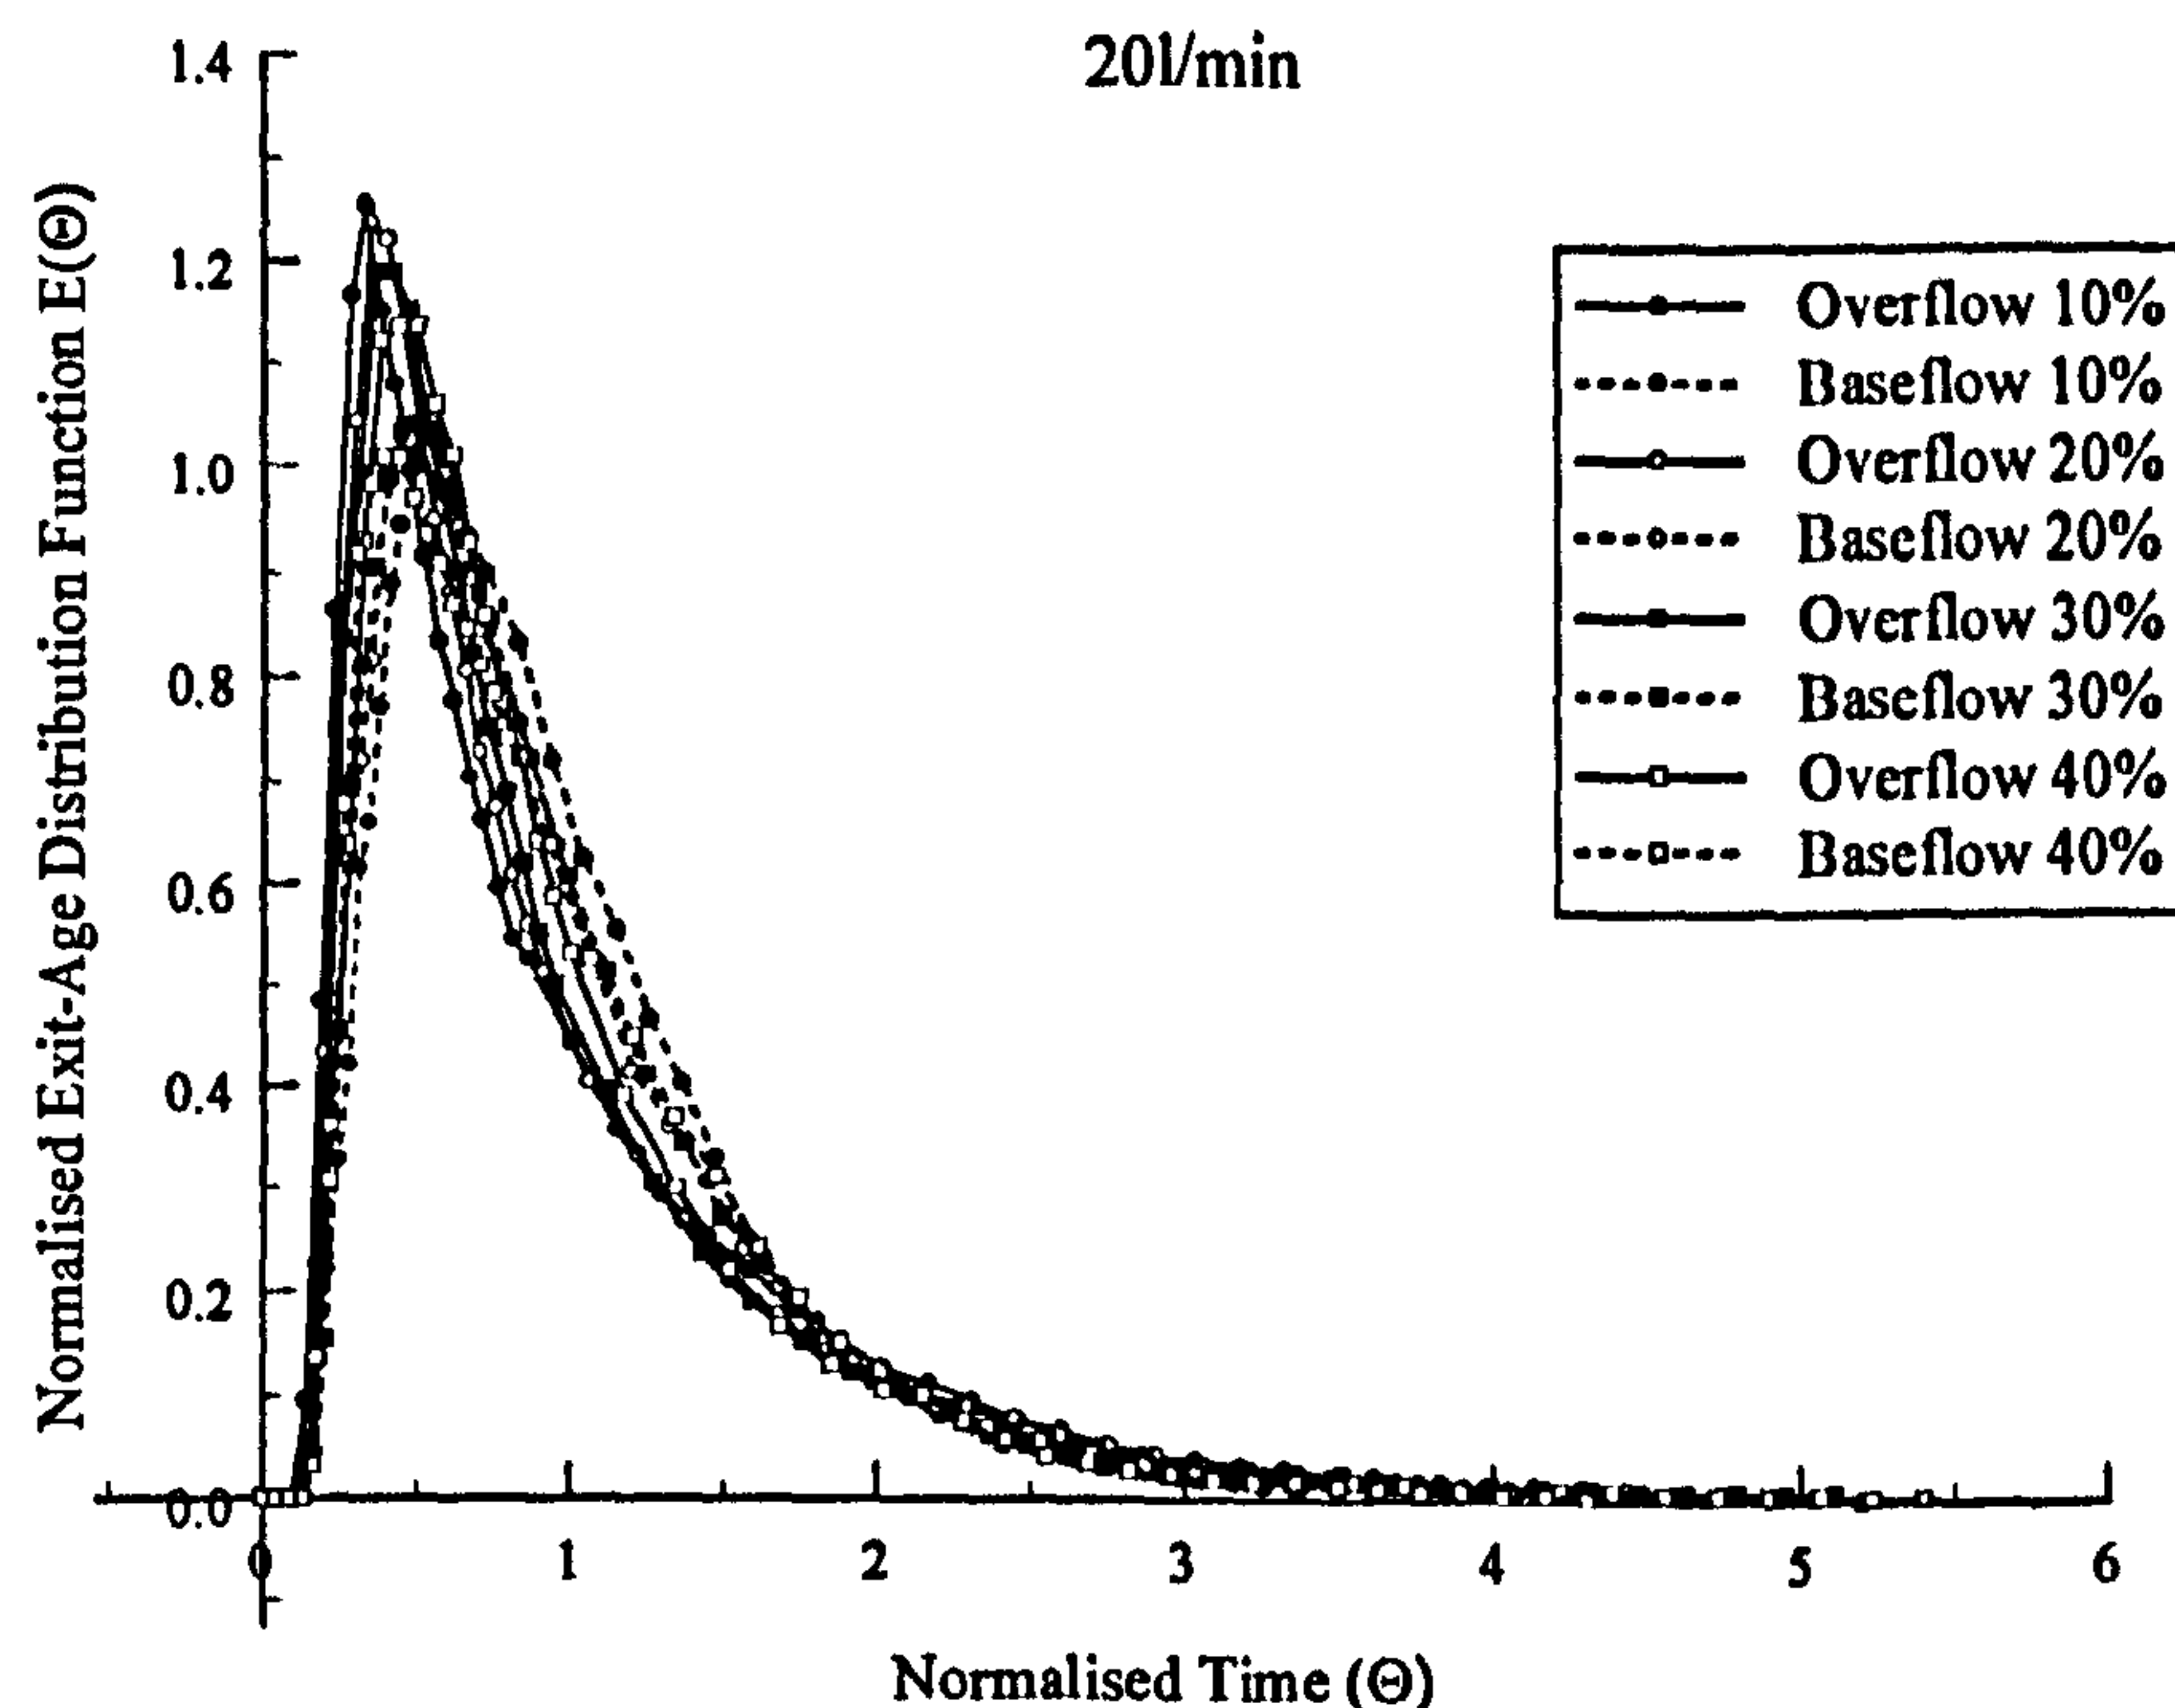 20l/min
Normalised Exit-Age Distribution Function E(Θ)
1.4
1.2
1.0
0.8
0.6
0.4
0.2
0.0
Overflow 10%
Baseflow 10%
Overflow 20%
Baseflow 20%
Overflow 30%
Baseflow 30%
Overflow 40%
Baseflow 40%
0 1 2 3 4 5 6
Normalised Time (Θ)